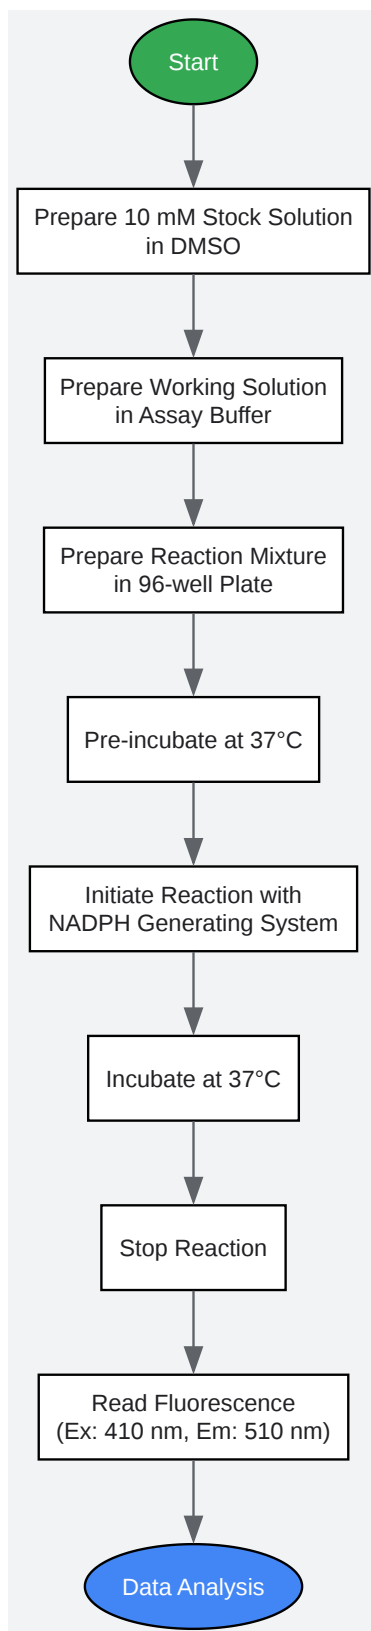 Start
Prepare 10 mM Stock Solution
in DMSO
Prepare Working Solution
in Assay Buffer
Prepare Reaction Mixture
in 96-well Plate
Pre-incubate at 37°C
Initiate Reaction with
NADPH Generating System
Incubate at 37°C
Stop Reaction
Read Fluorescence
(Ex: 410 nm, Em: 510 nm)
Data Analysis